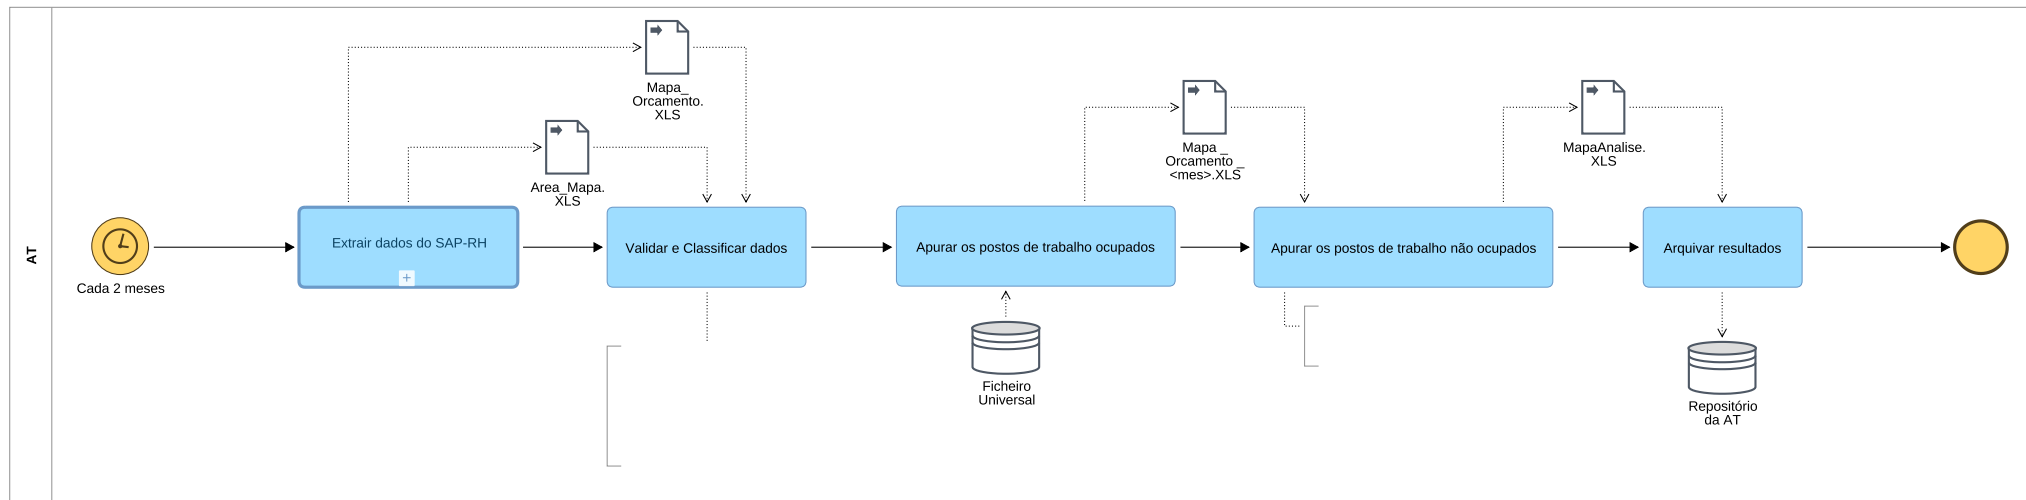 AT
Cada 2 meses
Extrair dados do SAP-RH
Mapa_
Orcamento.
XLS
Area_Mapa.
XLS
Validar e Classificar dados
Apurar os postos de trabalho ocupados
Ficheiro
Universal
Mapa _
Orcamento _
<mes>.XLS
Apurar os postos de trabalho não ocupados
MapaAnalise.
XLS
Arquivar resultados
Repositório
da AT